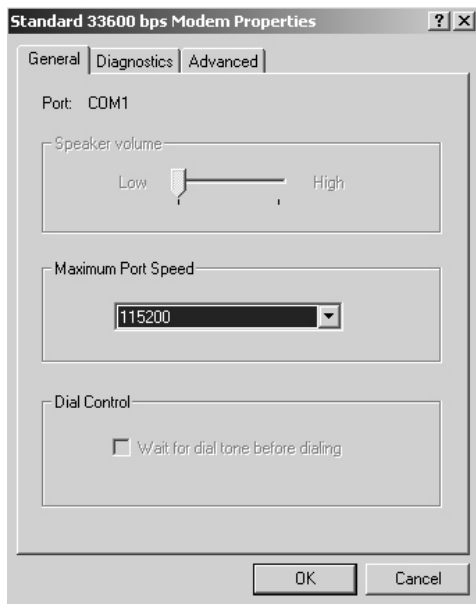 Standard 33600 bps Modem Properties ? ×
General Diagnostics Advanced
Port: COM1
Speaker volume
Low High
Maximum Port Speed
115200
Dial Control
Wait for dial tone before dialing
OK Cancel